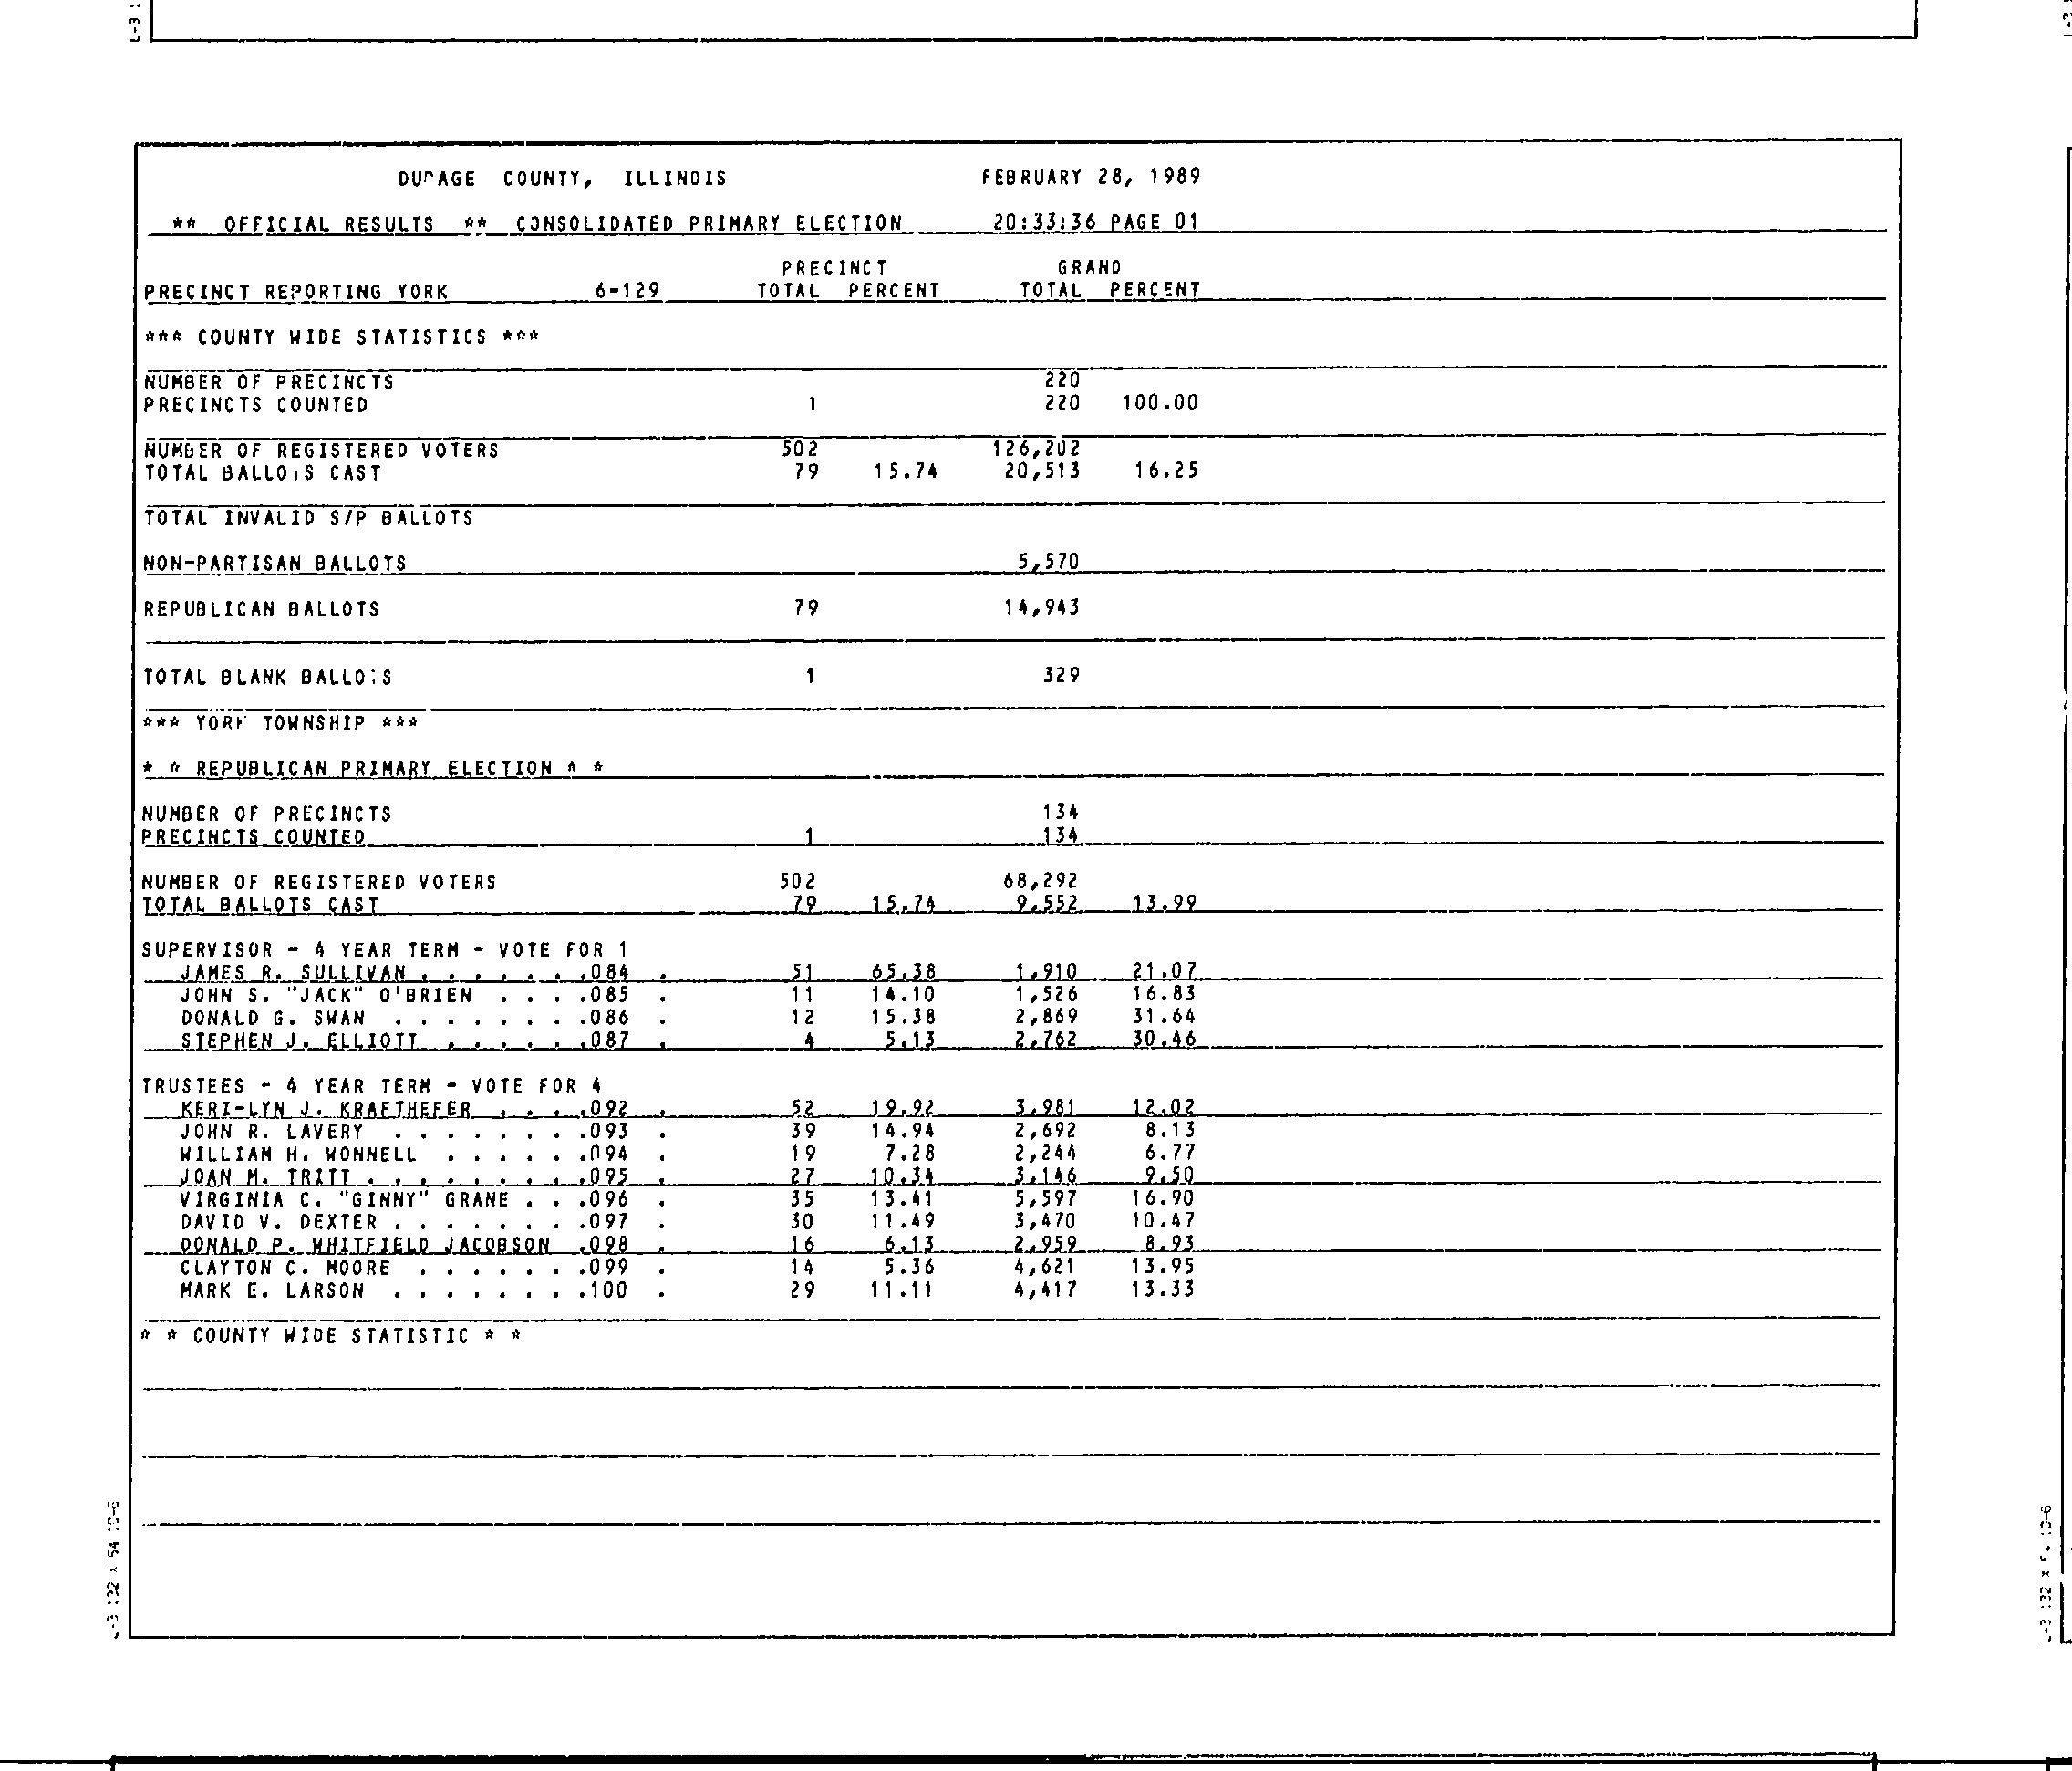 DUPAGE COUNTY, ILLINOIS FEBRUARY 28, 1989
** OFFICIAL RESULTS ** CONSOLIDATED PRIMARY ELECTION 20:33:36 PAGE 01
PRECINCT GRAND
PRECINCT REPORTING YORK 6-129 TOTAL PERCENT TOTAL PERCENT
*** COUNTY WIDE STATISTICS ***
NUMBER OF PRECINCTS 220
PRECINCTS COUNTED 1 220 100.00
NUMBER OF REGISTERED VOTERS 502 126,202
TOTAL BALLOTS CAST 79 15.74 20,513 16.25
TOTAL INVALID S/P BALLOTS
NON-PARTISAN BALLOTS 5,570
REPUBLICAN BALLOTS 79 14,943
TOTAL BLANK BALLOTS 1 329
*** YORK TOWNSHIP ***
* * REPUBLICAN PRIMARY ELECTION * *
NUMBER OF PRECINCTS 134
PRECINCTS COUNTED 1 134
NUMBER OF REGISTERED VOTERS 502 68,292
TOTAL BALLOTS CAST 79 15.74 9,552 13.99
SUPERVISOR - 4 YEAR TERM - VOTE FOR 1
JAMES R. SULLIVAN . . . . . . .084 . 51 65.38 1,910 21.07
JOHN S. "JACK" O'BRIEN . . . .085 . 11 14.10 1,526 16.83
DONALD G. SWAN . . . . . . . .086 . 12 15.38 2,869 31.64
STEPHEN J. ELLIOTT . . . . . .087 . 4 5.13 2,762 30.46
TRUSTEES - 4 YEAR TERM - VOTE FOR 4
KERI-LYN J. KRAFTHEFER . . . .092 . 52 19.92 3,981 12.02
JOHN R. LAVERY . . . . . . . .093 . 39 14.94 2,692 8.13
WILLIAM H. WONNELL . . . . . .094 . 19 7.28 2,244 6.77
JOAN M. TRITT . . . . . . . . .095 . 27 10.34 3,146 9.50
VIRGINIA C. "GINNY" GRANE . . .096 . 35 13.41 5,597 16.90
DAVID V. DEXTER . . . . . . . .097 . 30 11.49 3,470 10.47
DONALD P. WHITFIELD JACOBSON .098 . 16 6.13 2,959 8.93
CLAYTON C. MOORE . . . . . . .099 . 14 5.36 4,621 13.95
MARK E. LARSON . . . . . . . .100 . 29 11.11 4,417 13.33
* * COUNTY WIDE STATISTIC * *